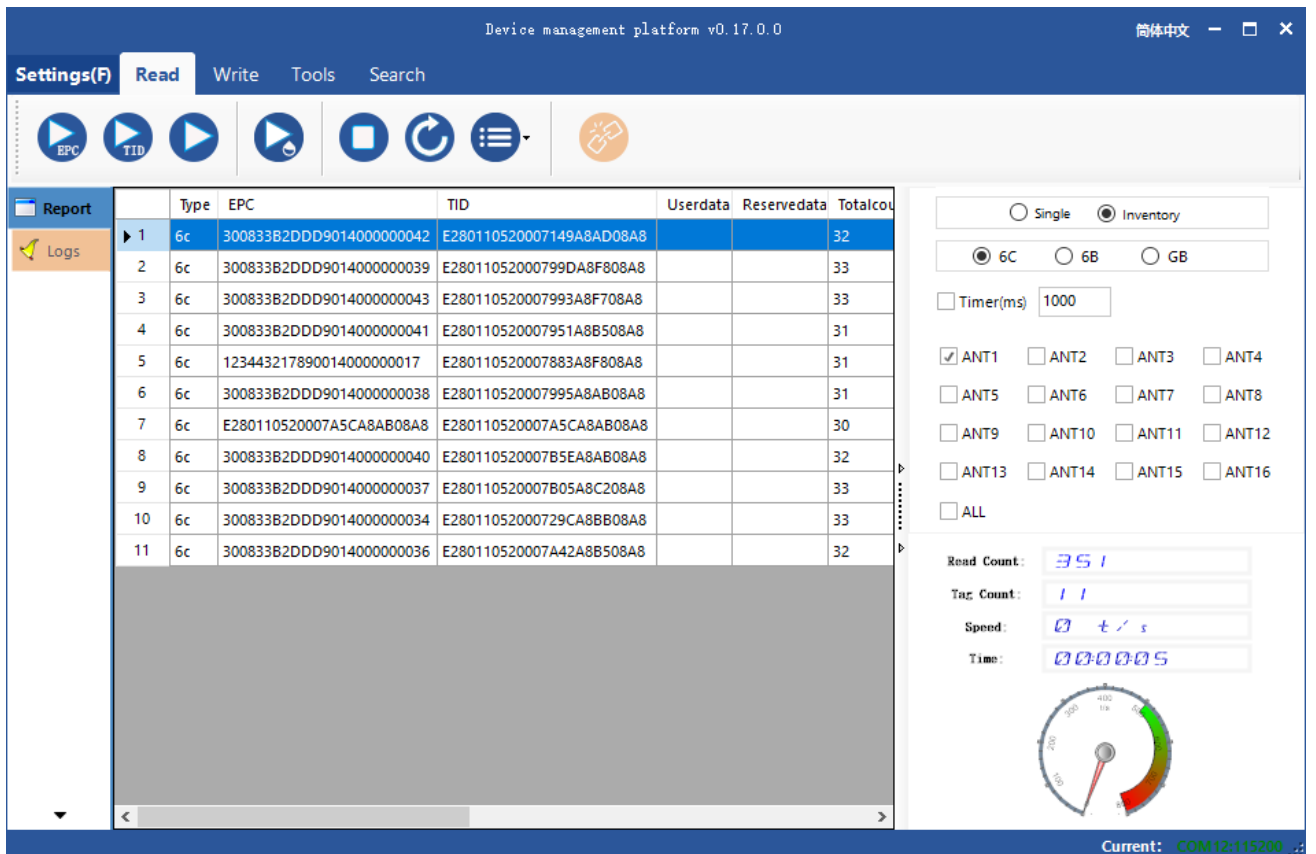 Device management platform v0.17.0.0 简体中文
Settings(F) Read Write Tools Search
EPC TID
Report
Logs
Type EPC TID Userdata Reservedata Totalcou
1 6c 300833B2DDD9014000000042 E280110520007149A8AD08A8 32
2 6c 300833B2DDD9014000000039 E28011052000799DA8F808A8 33
3 6c 300833B2DDD9014000000043 E280110520007993A8F708A8 33
4 6c 300833B2DDD9014000000041 E280110520007951A8B508A8 31
5 6c 123443217890014000000017 E280110520007883A8F808A8 31
6 6c 300833B2DDD9014000000038 E280110520007995A8AB08A8 31
7 6c E280110520007A5CA8AB08A8 E280110520007A5CA8AB08A8 30
8 6c 300833B2DDD9014000000040 E280110520007B5EA8AB08A8 32
9 6c 300833B2DDD9014000000037 E280110520007B05A8C208A8 33
10 6c 300833B2DDD9014000000034 E28011052000729CA8BB08A8 33
11 6c 300833B2DDD9014000000036 E280110520007A42A8B508A8 32
Single Inventory
6C 6B GB
Timer(ms) 1000
ANT1 ANT2 ANT3 ANT4
ANT5 ANT6 ANT7 ANT8
ANT9 ANT10 ANT11 ANT12
ANT13 ANT14 ANT15 ANT16
ALL
Read Count: 351
Tag Count: 11
Speed: 0 t/s
Time: 00:00:05
100 200 300 400
Current: COM12:115200